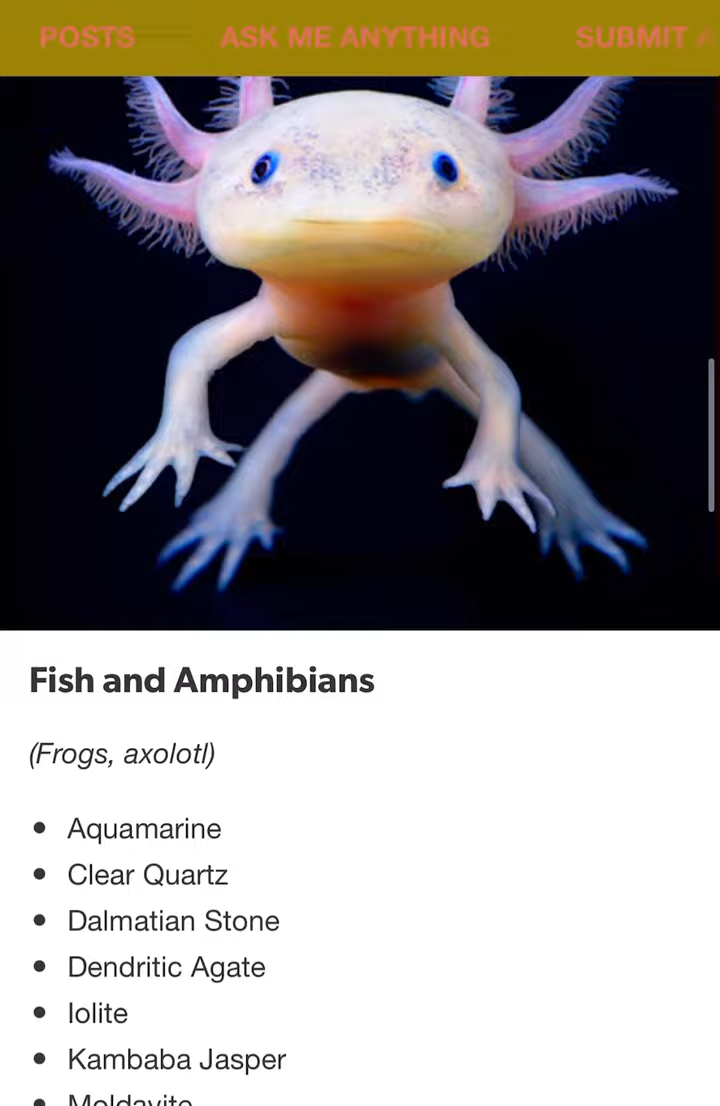 POSTS ASK ME ANYTHING SUBMIT A
Fish and Amphibians
(Frogs, axolotl)
Aquamarine
Clear Quartz
Dalmatian Stone
Dendritic Agate
Iolite
Kambaba Jasper
Moldavite